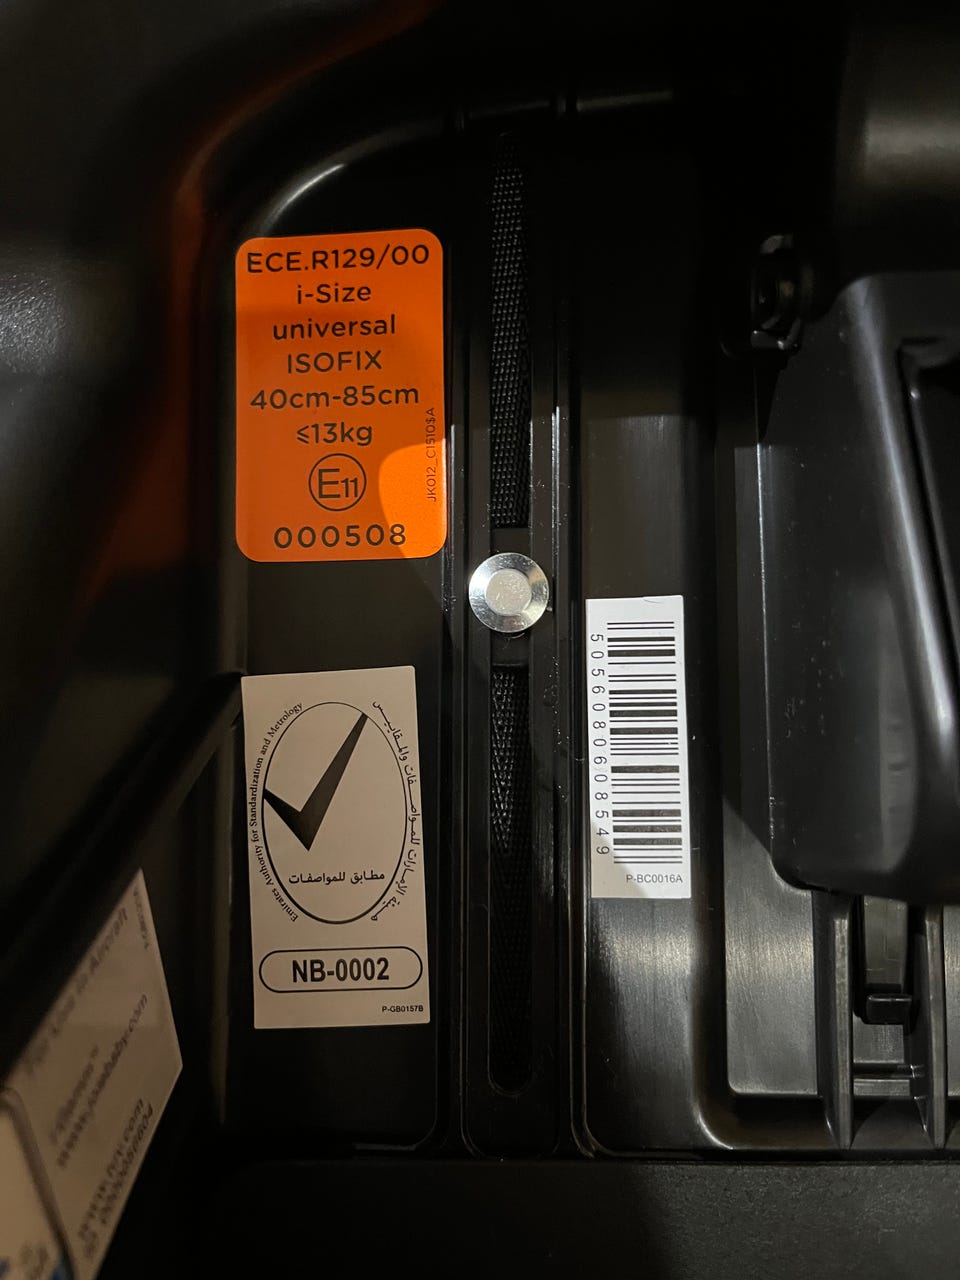 ECE.R129/00
i-Size
universal
ISOFIX
40cm-85cm
≤13kg
E11
000508
JK012_C1510$A
Emirates Authority for Standardization and Metrology
هيئة الإمارات للمواصفات والمقاييس
مطابق للمواصفات
NB-0002
P-GB0157B
5056080608549
P-BC0016A
Aircraft